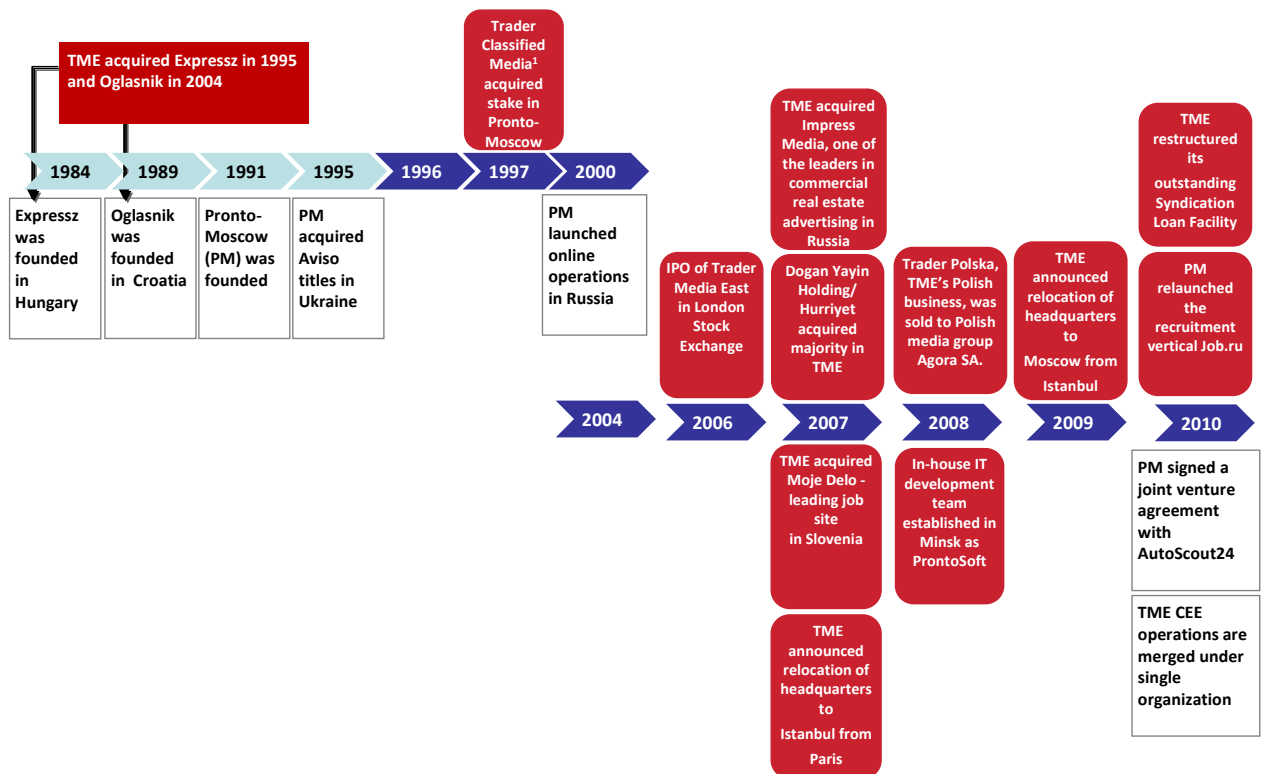 TME acquired Expressz in 1995
and Oglasnik in 2004
Trader
Classified
Media¹
acquired
stake in
Pronto-
Moscow
1984
1989
1991
1995
1996
1997
2000
Expressz
was
founded
in
Hungary
Oglasnik
was
founded
in Croatia
Pronto-
Moscow
(PM) was
founded
PM
acquired
Aviso
titles in
Ukraine
PM
launched
online
operations
in Russia
IPO of Trader
Media East
in London
Stock
Exchange
TME acquired
Impress
Media, one
of the
leaders in
commercial
real estate
advertising in
Russia
Dogan Yayin
Holding/
Hurriyet
acquired
majority in
TME
Trader Polska,
TME’s Polish
business, was
sold to Polish
media group
Agora SA.
TME
announced
relocation of
headquarters
to
Moscow from
Istanbul
TME
restructured
its
outstanding
Syndication
Loan Facility
PM
relaunched
the
recruitment
vertical Job.ru
2004
2006
2007
2008
2009
2010
TME acquired
Moje Delo -
leading job
site
in Slovenia
TME
announced
relocation of
headquarters
to
Istanbul from
Paris
In-house IT
development
team
established in
Minsk as
ProntoSoft
PM signed a
joint venture
agreement
with
AutoScout24
TME CEE
operations are
merged under
single
organization